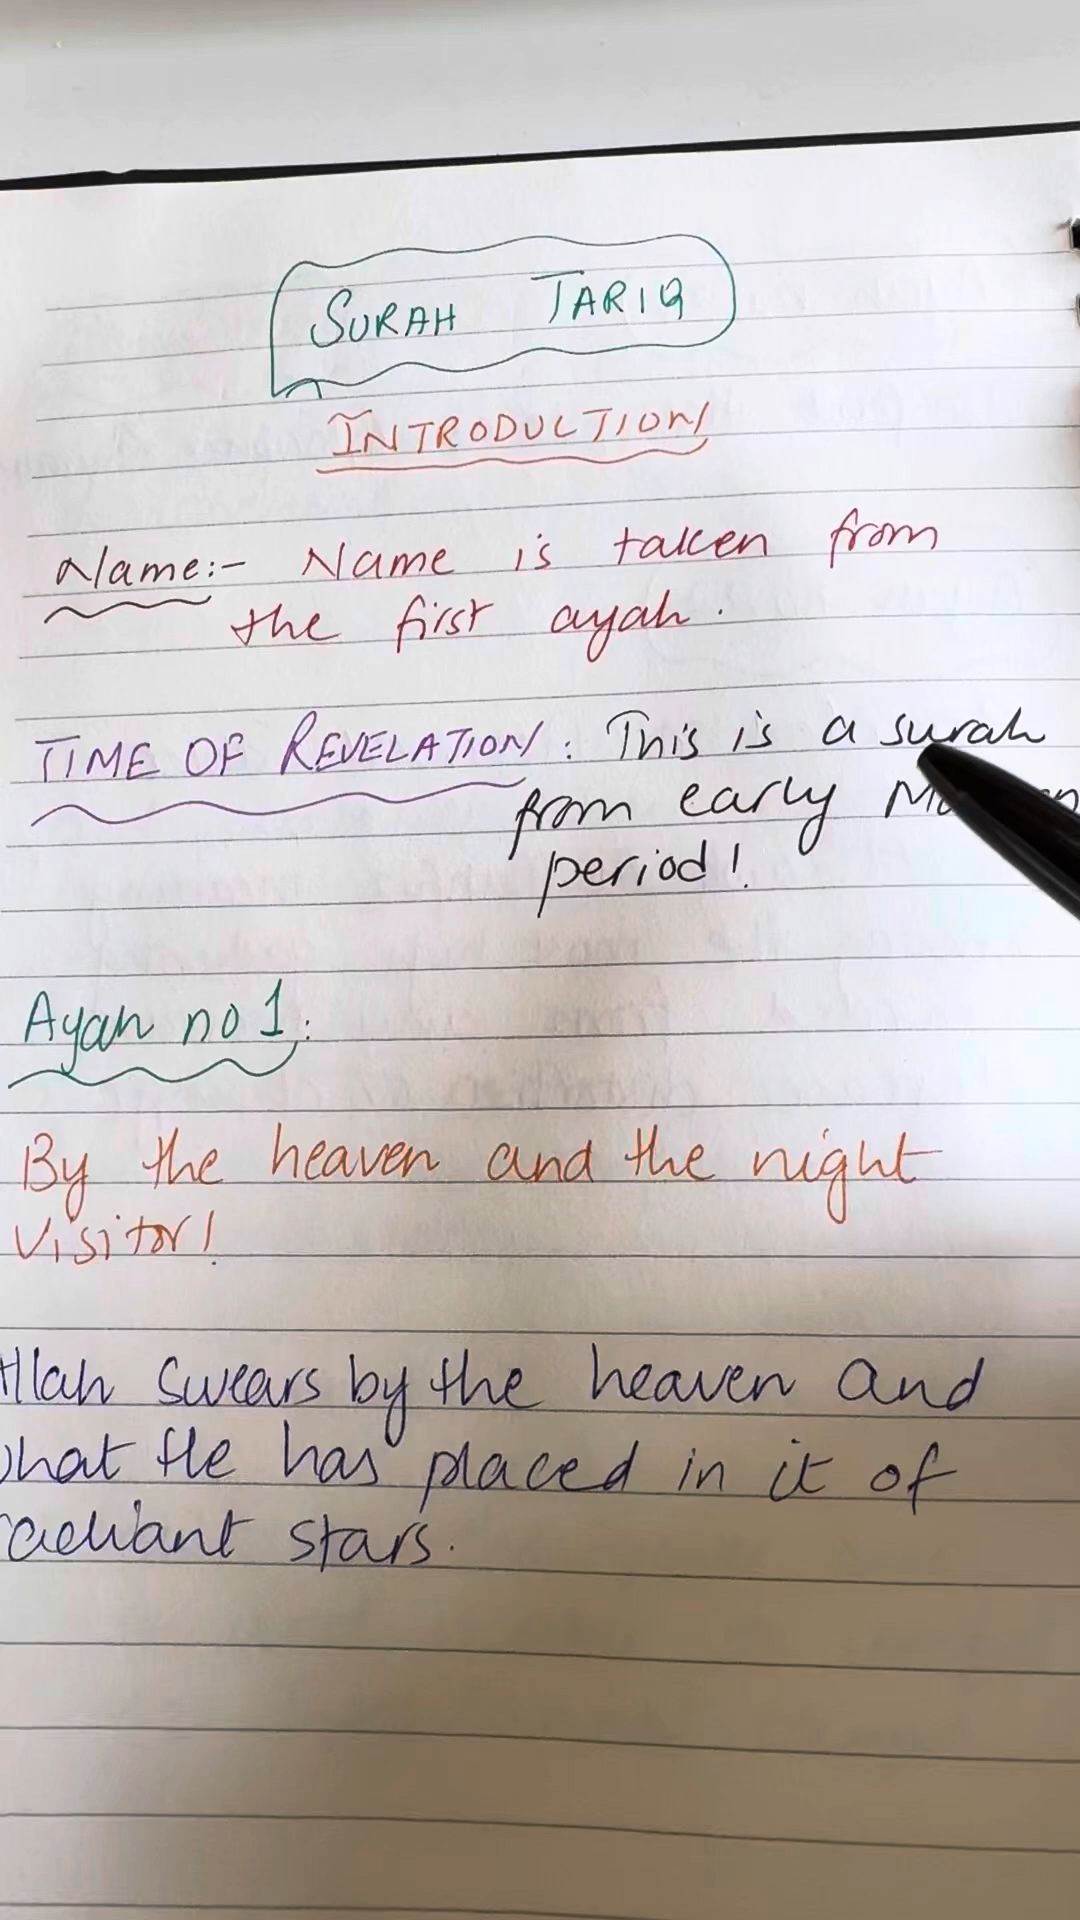 SURAH TARIQ
INTRODUCTION
Name:- Name is taken from
the first ayah.
TIME OF REVELATION: This is a surah
from early
period!
Ayah no 1:
By the heaven and the night
visitor!
llah swears by the heaven and
hat He has placed in it of
radiant stars.